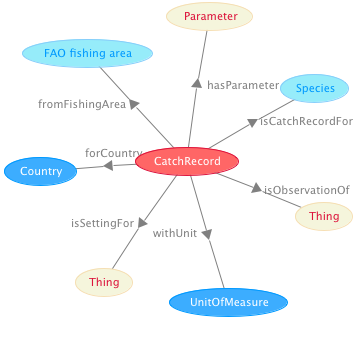 Parameter
FAO fishing area
hasParameter
Species
fromFishingArea
isCatchRecordFor
forCountry
CatchRecord
Country
isObservationOf
Thing
isSettingFor
withUnit
Thing
UnitOfMeasure